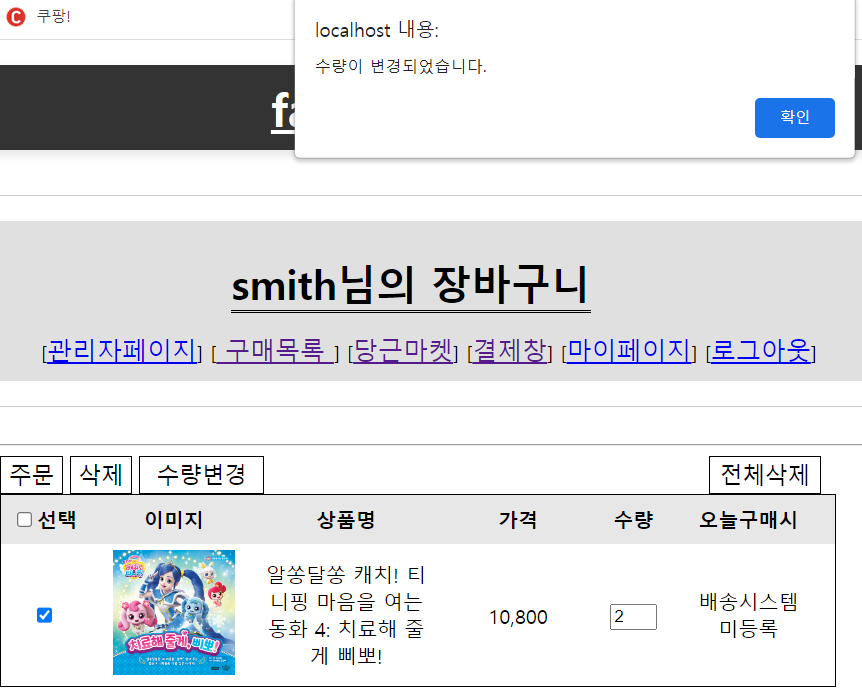 쿠팡!
localhost 내용:
수량이 변경되었습니다.
확인
fa
smith님의 장바구니
[관리자페이지] [ 구매목록 ] [당근마켓] [결제창] [마이페이지] [로그아웃]
주문 삭제 수량변경 전체삭제
선택 이미지 상품명 가격 수량 오늘구매시
알쏭달쏭 캐치! 티
니핑 마음을 여는
동화 4: 치료해 줄
게 삐뽀!
10,800
2
배송시스템
미등록
치료해 줄게, 삐뽀!